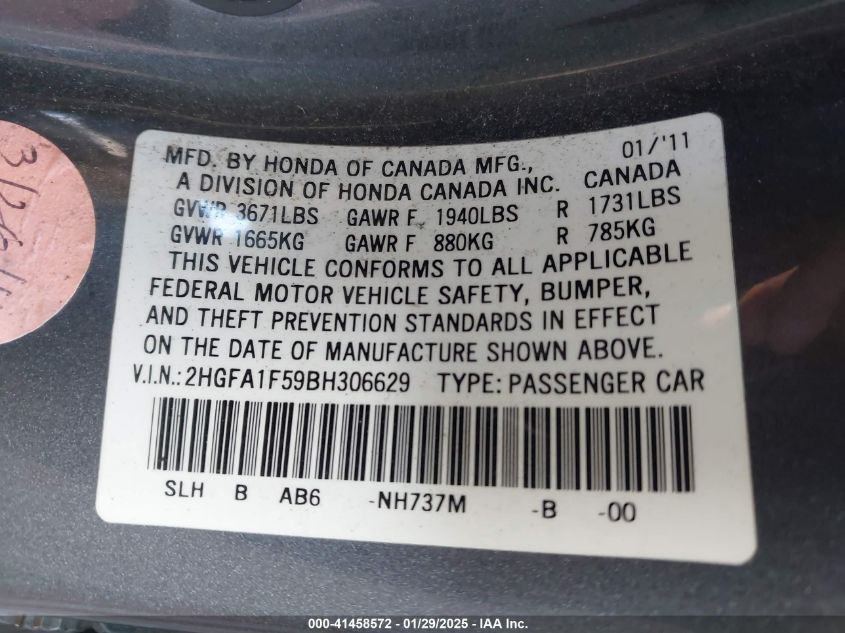 01/'11
MFD. BY HONDA OF CANADA MFG.,
A DIVISION OF HONDA CANADA INC. CANADA
GVWR 3671LBS GAWR F 1940LBS R 1731LBS
GVWR 1665KG GAWR F 880KG R 785KG
THIS VEHICLE CONFORMS TO ALL APPLICABLE
FEDERAL MOTOR VEHICLE SAFETY, BUMPER,
AND THEFT PREVENTION STANDARDS IN EFFECT
ON THE DATE OF MANUFACTURE SHOWN ABOVE.
V.I.N.: 2HGFA1F59BH306629 TYPE: PASSENGER CAR
SLH B AB6 -NH737M -B -00
000-41458572 / 01/29/2025 / IAA Inc.